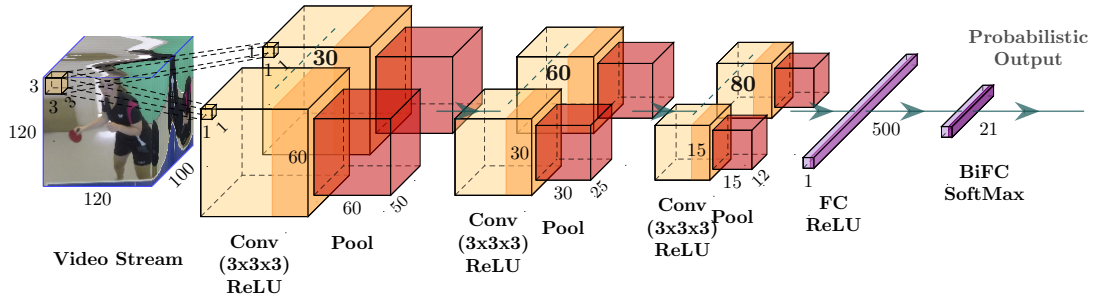 3
3
3
120
120
100
Video Stream
1
1
1
30
1
1
60
60
50
Conv
(3x3x3)
ReLU
Pool
60
30
30
25
Conv
(3x3x3)
ReLU
Pool
80
15
15
12
Conv
(3x3x3)
ReLU
Pool
500
1
FC
ReLU
21
BiFC
SoftMax
Probabilistic
Output